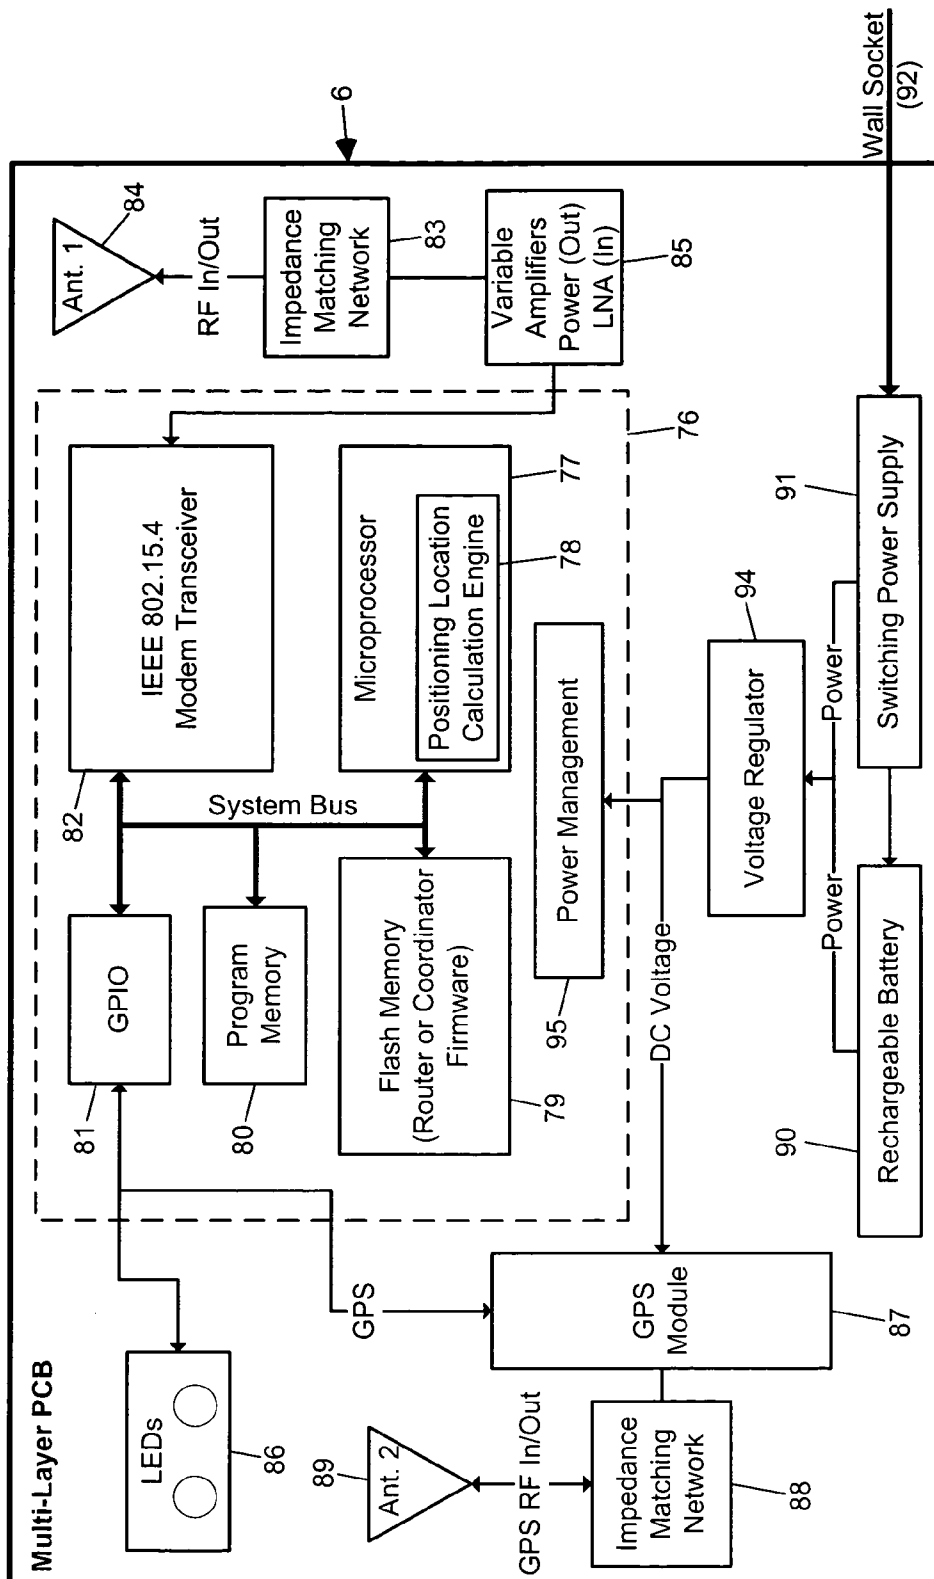 Multi-Layer PCB
6
LEDs
86
81
GPIO
82
IEEE 802.15.4
Modem Transceiver
Ant. 1
84
RF In/Out
Impedance
Matching
Network
83
Variable
Amplifiers
Power (Out)
LNA (In)
85
80
Program
Memory
System Bus
Microprocessor
77
Positioning Location
Calculation Engine
78
76
79
Flash Memory
(Router or Coordinator
Firmware)
89
Ant. 2
GPS RF In/Out
Impedance
Matching
Network
88
GPS
GPS
Module
87
95
Power Management
DC Voltage
Voltage Regulator
94
Power
Power
90
Rechargeable Battery
91
Switching Power Supply
Wall Socket
(92)